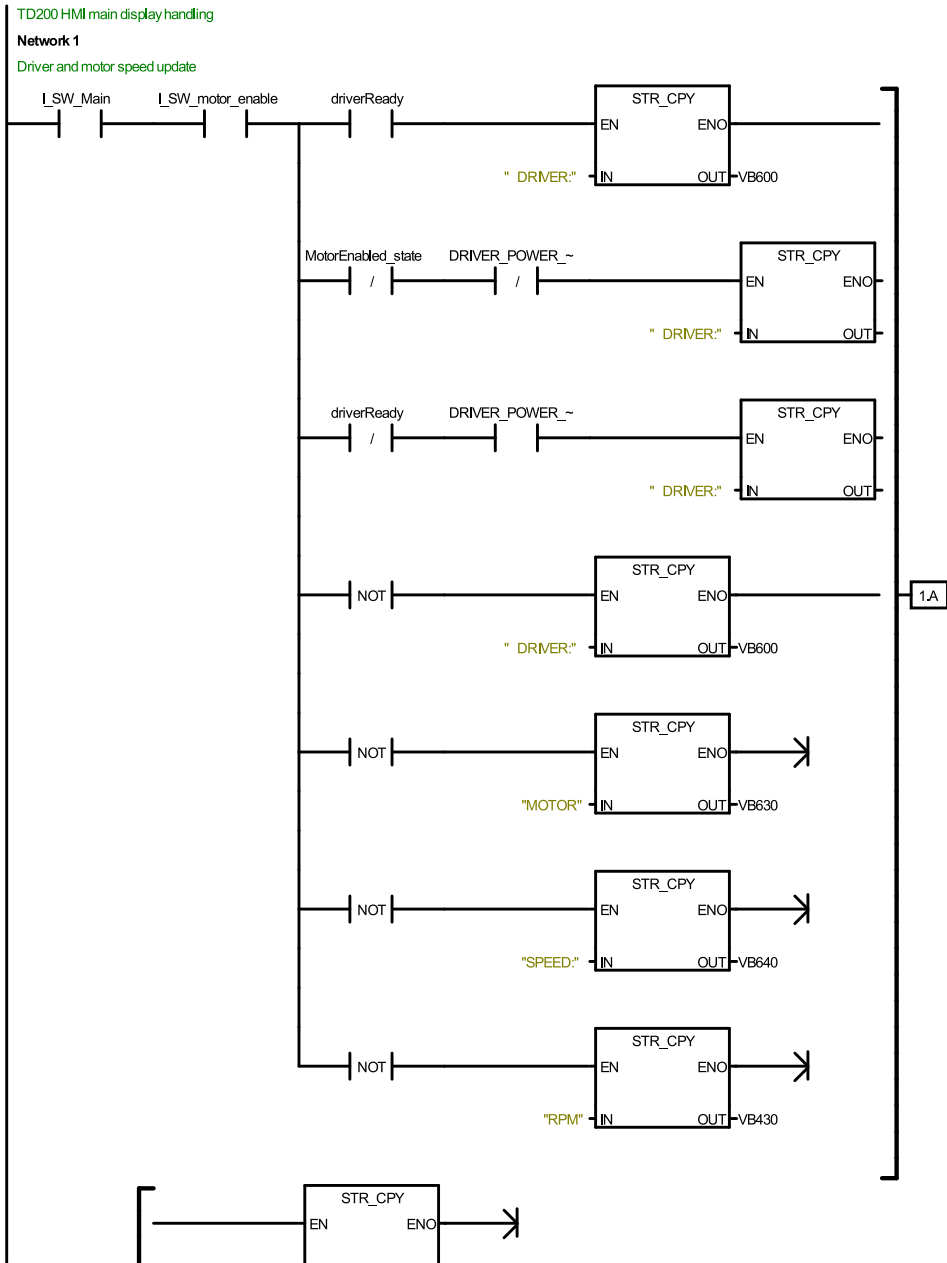 TD200 HMI main display handling
Network 1
Driver and motor speed update
I_SW_Main I_SW_motor_enable driverReady STR_CPY
EN ENO
" DRIVER:" IN OUT VB600
MotorEnabled_state DRIVER_POWER_~ STR_CPY
/ / EN ENO
" DRIVER:" IN OUT
driverReady DRIVER_POWER_~ STR_CPY
/ EN ENO
" DRIVER:" IN OUT
STR_CPY
NOT EN ENO 1.A
" DRIVER:" IN OUT VB600
STR_CPY
NOT EN ENO
"MOTOR" IN OUT VB630
STR_CPY
NOT EN ENO
"SPEED:" IN OUT VB640
STR_CPY
NOT EN ENO
"RPM" IN OUT VB430
STR_CPY
EN ENO